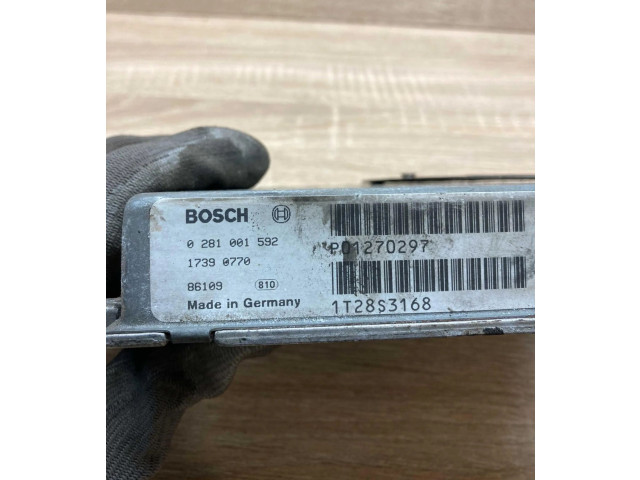 BOSCH
0 281 001 592
1739 0770
86109 810
Made in Germany
P01270297
1T28S3168